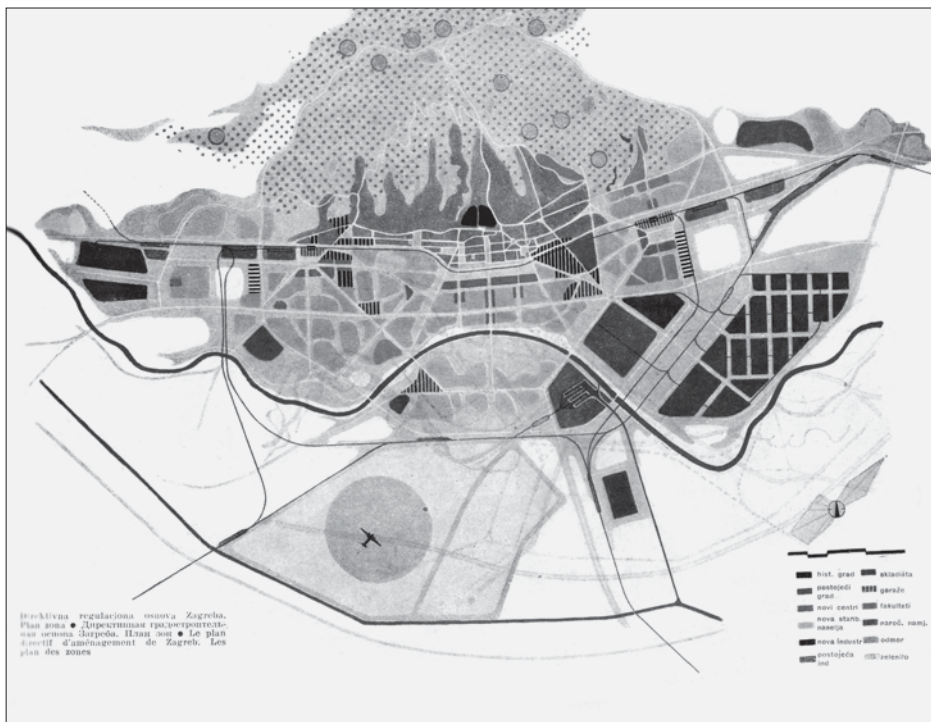 Direktivna regulaciona osnova Zagreba.
Plan zona ● Директивная градостроитель-
ная основа Загреба. План зон ● Le plan
directif d'aménagement de Zagreb. Les
plan des zones
hist. grad
postojeći
grad
novi centri
nova stamb.
naselja
nova industr
postojeća
ind
skladišta
garaže
fakulteti
naroč. namj.
odmor
zelenilo